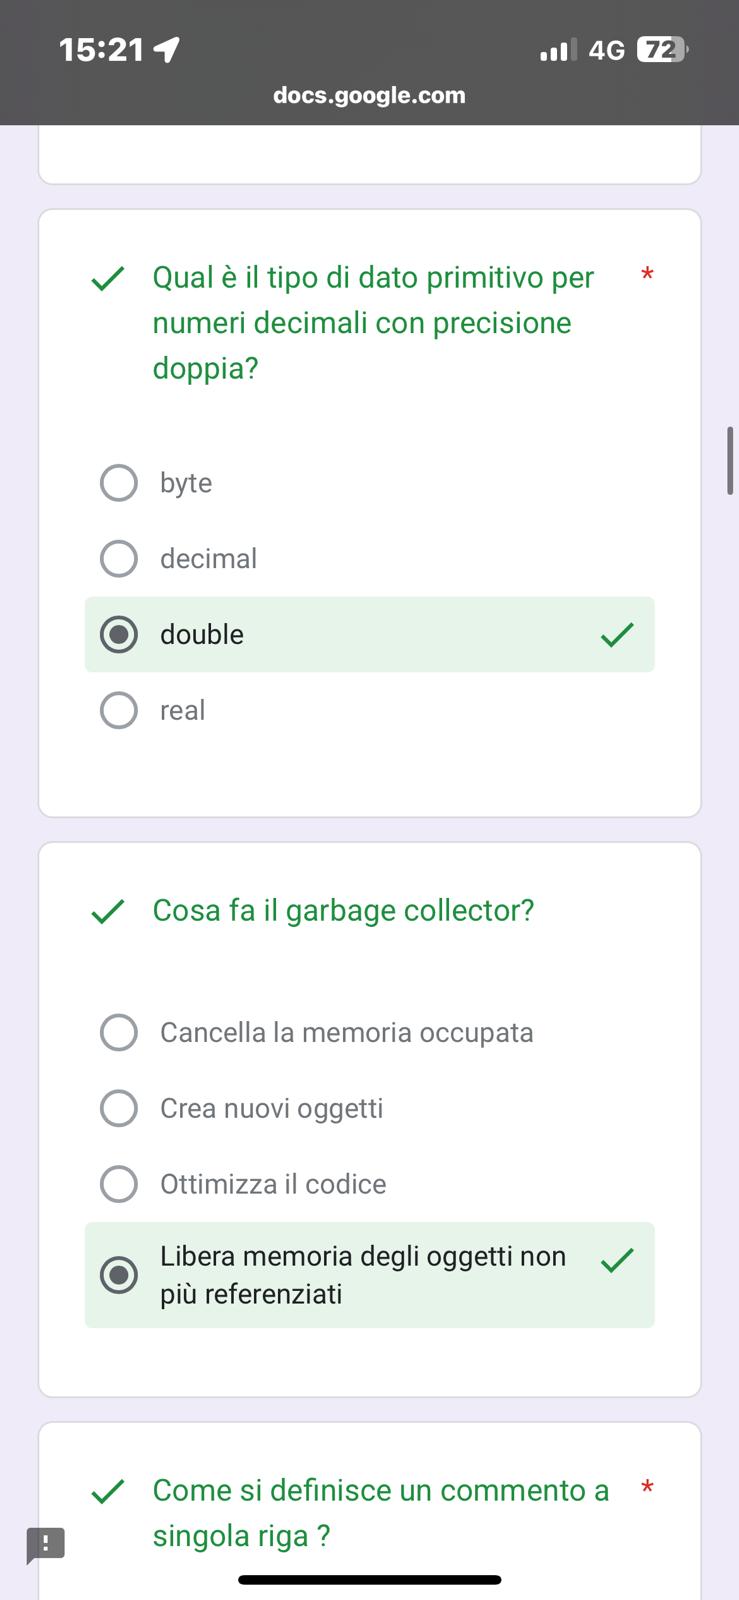 15:21
4G
72
docs.google.com
Qual è il tipo di dato primitivo per *
numeri decimali con precisione
doppia?
byte
decimal
double
real
Cosa fa il garbage collector?
Cancella la memoria occupata
Crea nuovi oggetti
Ottimizza il codice
Libera memoria degli oggetti non
più referenziati
Come si definisce un commento a *
singola riga ?
!